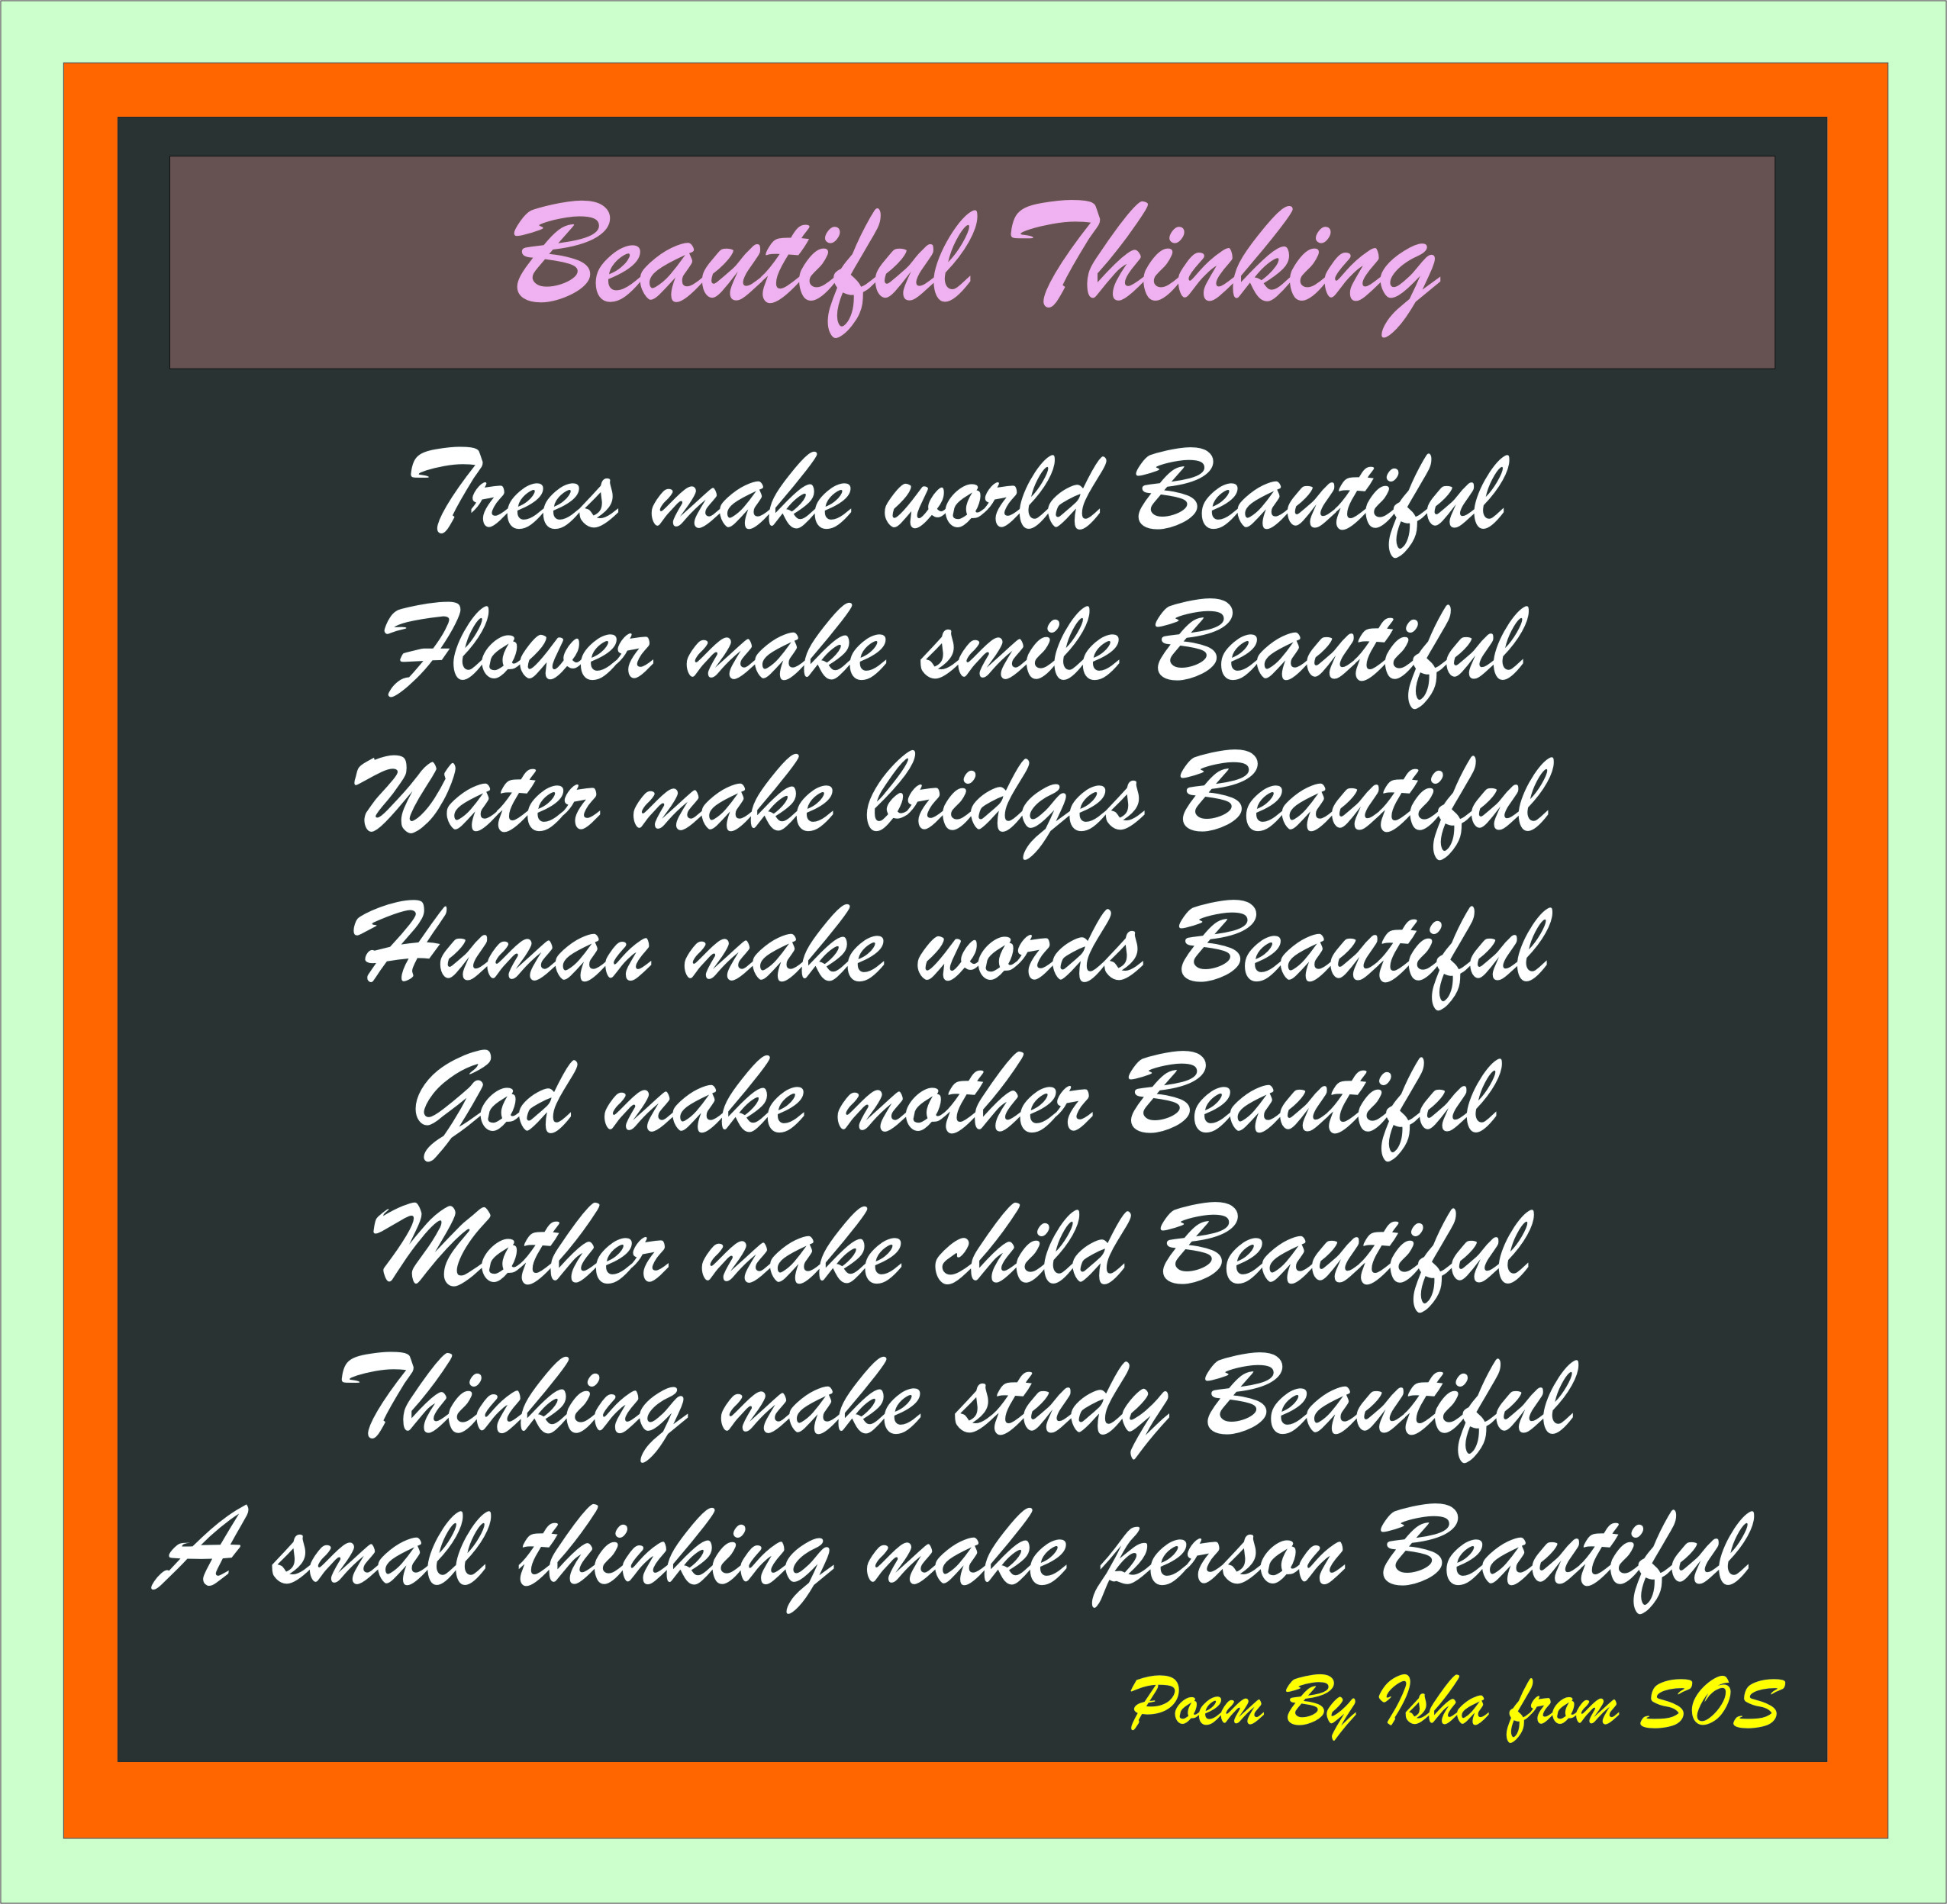 Beautiful Thinking
Trees make world Beautiful
Flower make smile Beautiful
Water make bridges Beautiful
Human make words Beautiful
God make mother Beautiful
Mother make child Beautiful
Thinking make study Beautiful
A small thinking make person Beautiful
Poem By Isha from SOS